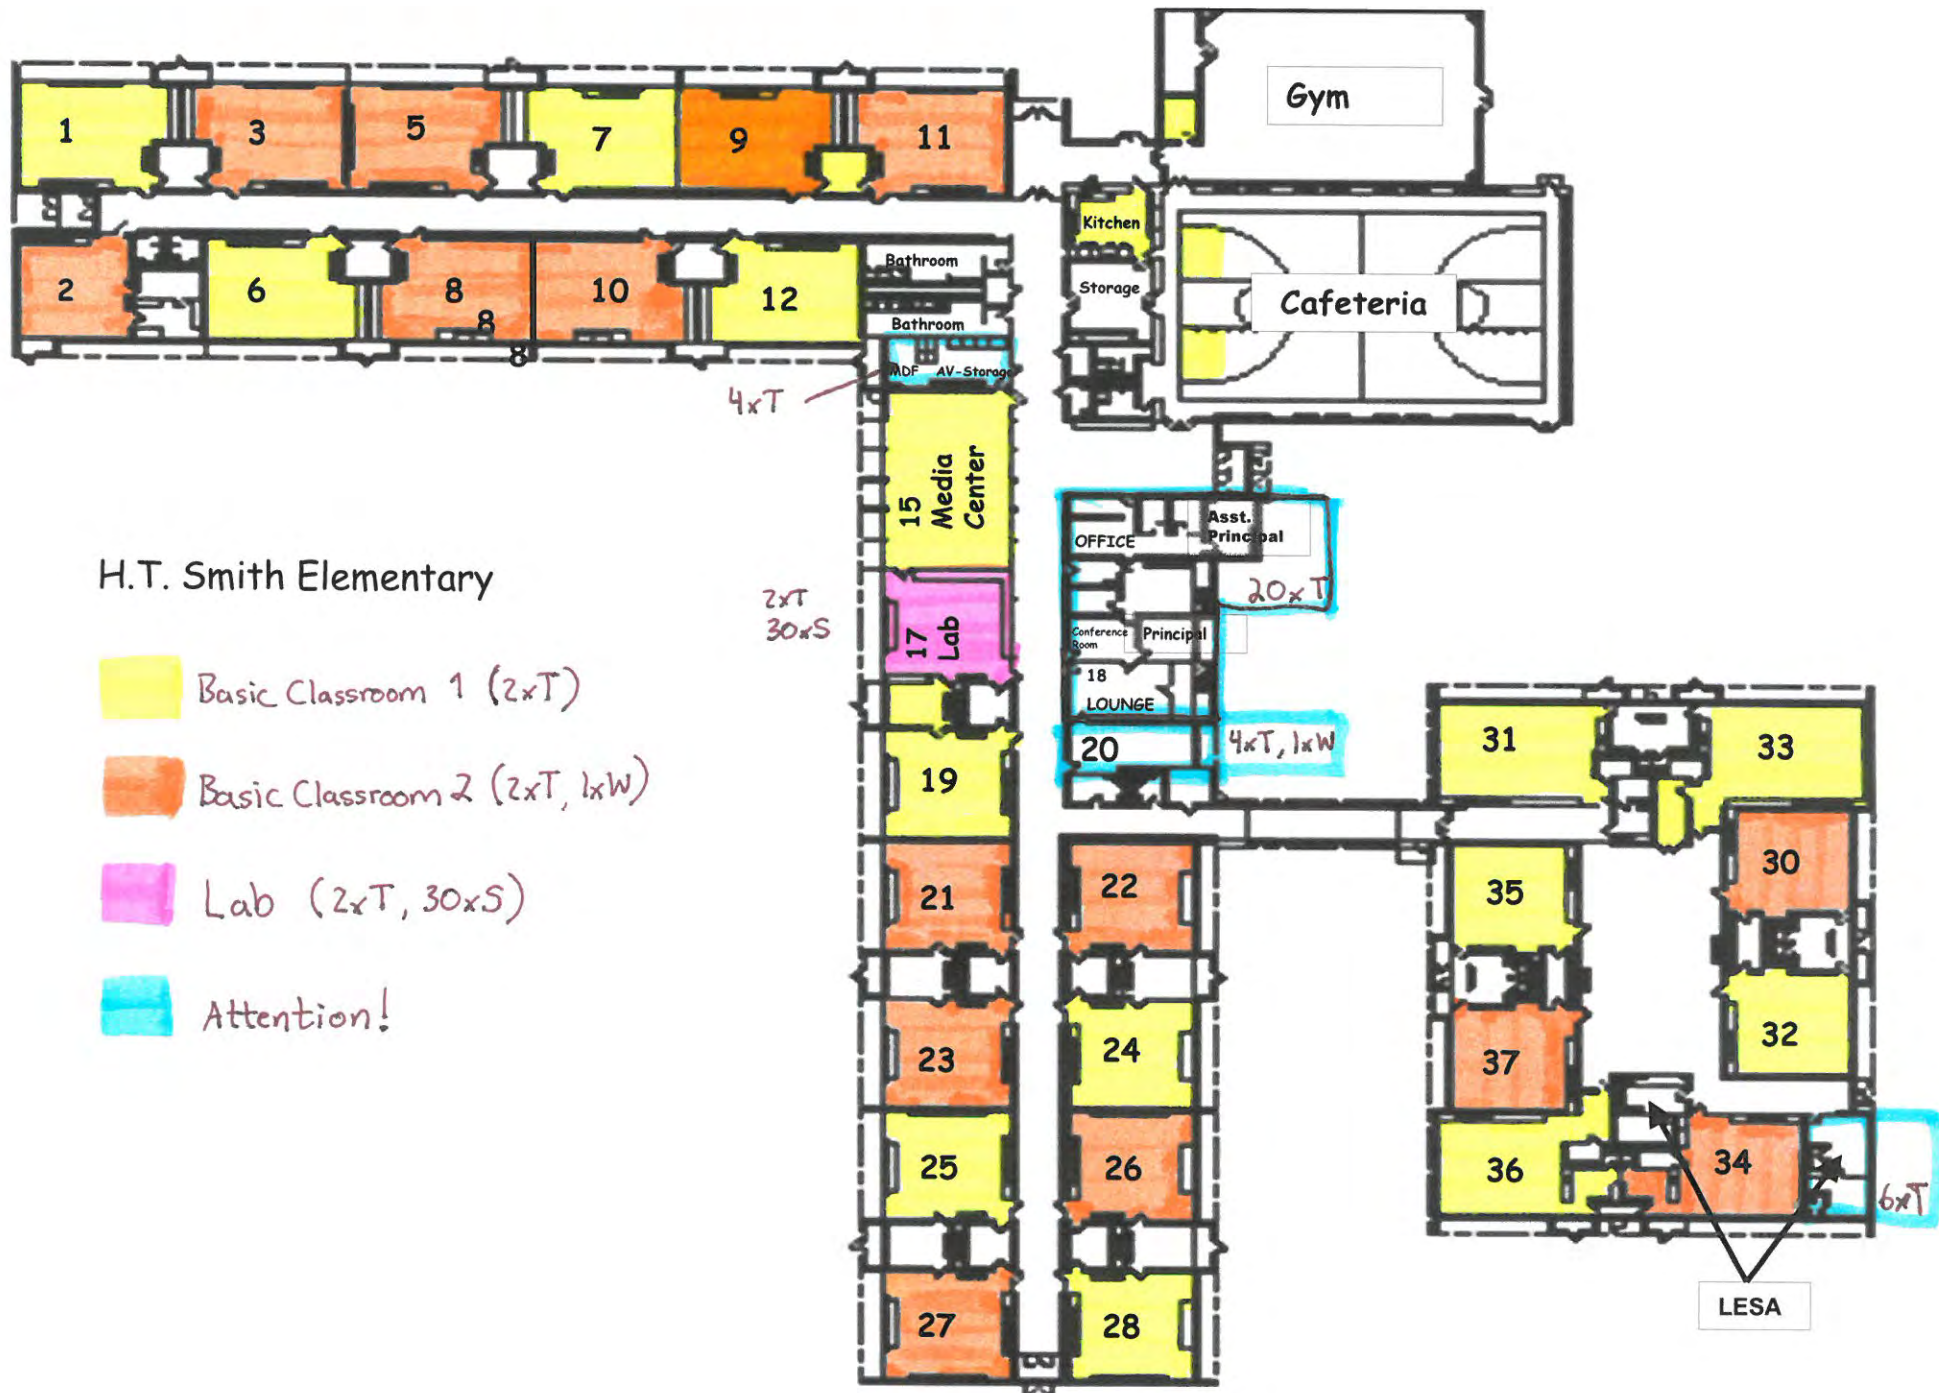 Gym
1
3
5
7
9
11
Kitchen
2
6
8
8
8
10
12
Bathroom
Storage
Cafeteria
Bathroom
MDF AV-Storage
4xT
15
Media
Center
OFFICE
Asst.
Principal
20xT
H.T. Smith Elementary
2xT
30xS
17
Lab
Conference
Room
Principal
18
LOUNGE
Basic Classroom 1 (2xT)
Basic Classroom 2 (2xT, 1xW)
Lab (2xT, 30xS)
Attention!
20
4xT, 1xW
19
31
33
21
22
35
30
23
24
37
32
25
26
36
34
6xT
27
28
LESA